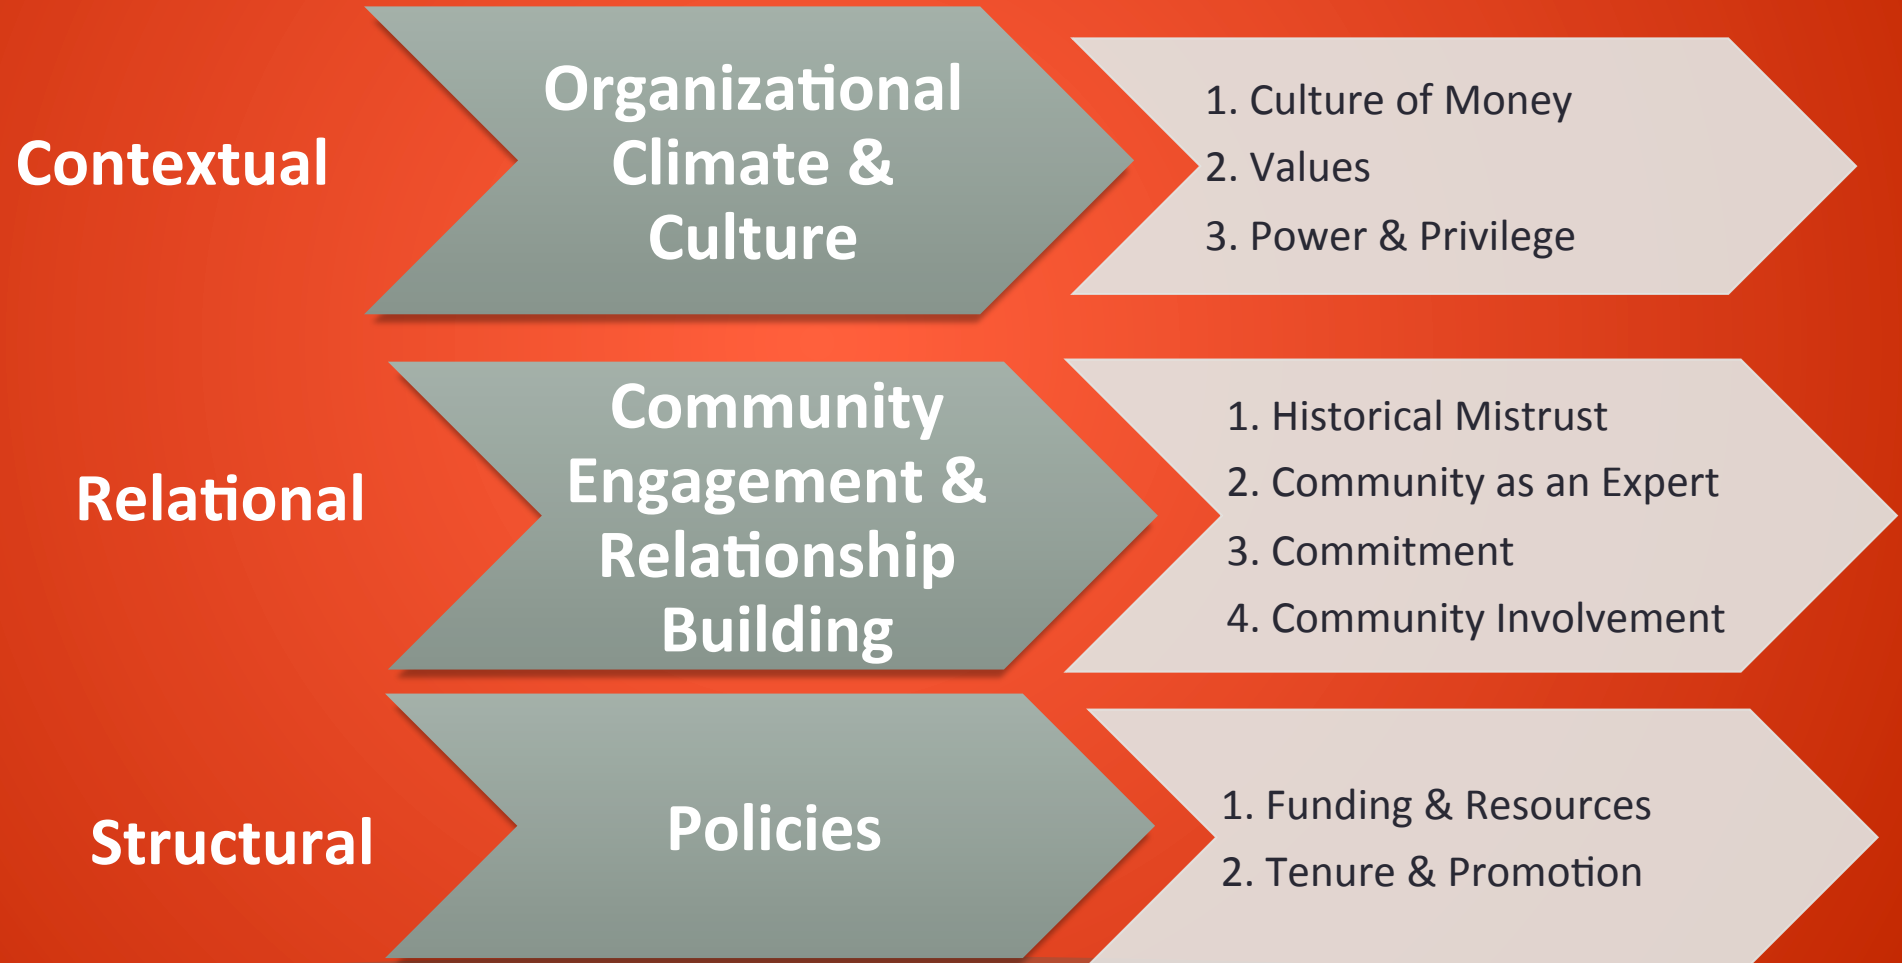 Contextual
Organizational
Climate &
Culture
1. Culture of Money
2. Values
3. Power & Privilege
Relational
Community
Engagement &
Relationship
Building
1. Historical Mistrust
2. Community as an Expert
3. Commitment
4. Community Involvement
Structural
Policies
1. Funding & Resources
2. Tenure & Promotion